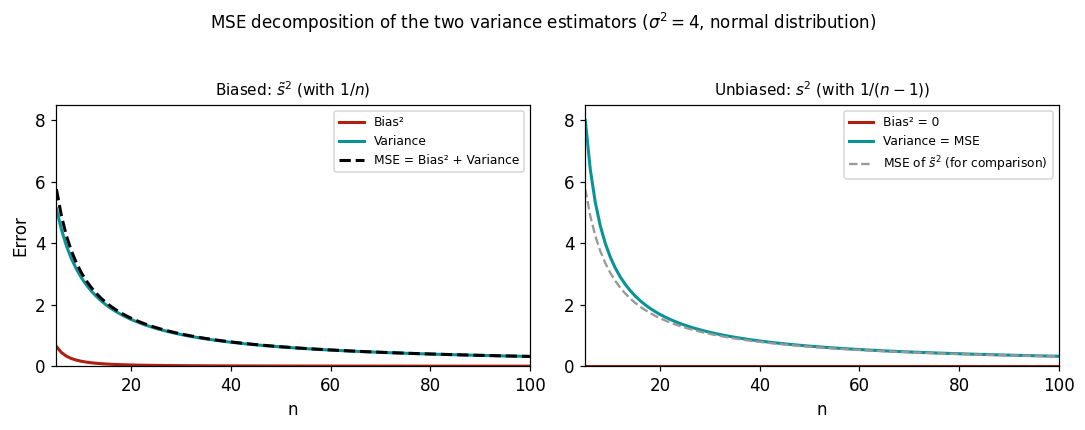 MSE decomposition of the two variance estimators (σ² = 4, normal distribution)
Biased: s̃² (with 1/n)
Error
8
6
4
2
0
Bias²
Variance
MSE = Bias² + Variance
20 40 60 80 100
n
Unbiased: s² (with 1/(n − 1))
8
6
4
2
0
Bias² = 0
Variance = MSE
MSE of s̃² (for comparison)
20 40 60 80 100
n